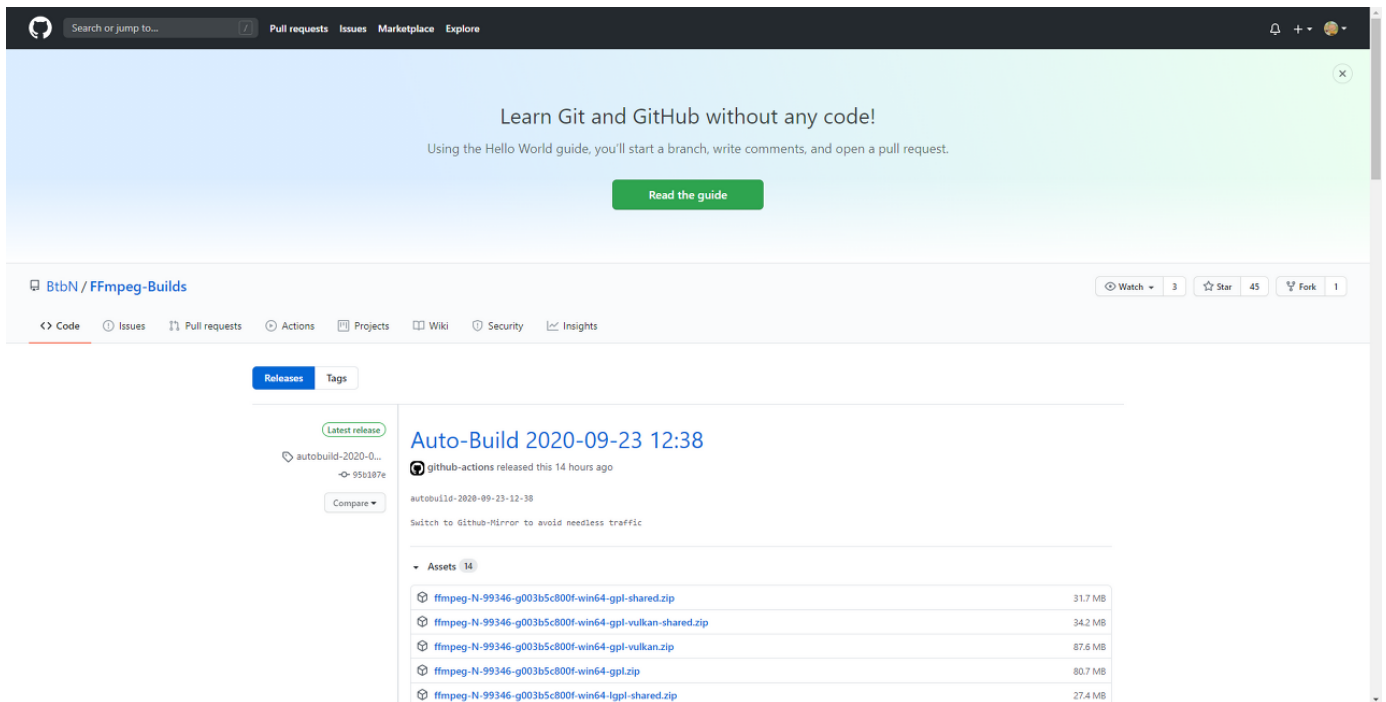 Search or jump to... / Pull requests Issues Marketplace Explore
Learn Git and GitHub without any code!
Using the Hello World guide, you'll start a branch, write comments, and open a pull request.
Read the guide
BtbN / FFmpeg-Builds Watch 3 Star 45 Fork 1
Code Issues Pull requests Actions Projects Wiki Security Insights
Releases Tags
Latest release
autobuild-2020-0...
95b107e
Compare
Auto-Build 2020-09-23 12:38
github-actions released this 14 hours ago
autobuild-2020-09-23-12-38
Switch to Github-Mirror to avoid needless traffic
Assets 14
ffmpeg-N-99346-g003b5c800f-win64-gpl-shared.zip 31.7 MB
ffmpeg-N-99346-g003b5c800f-win64-gpl-vulkan-shared.zip 34.2 MB
ffmpeg-N-99346-g003b5c800f-win64-gpl-vulkan.zip 87.6 MB
ffmpeg-N-99346-g003b5c800f-win64-gpl.zip 80.7 MB
ffmpeg-N-99346-g003b5c800f-win64-lgpl-shared.zip 27.4 MB